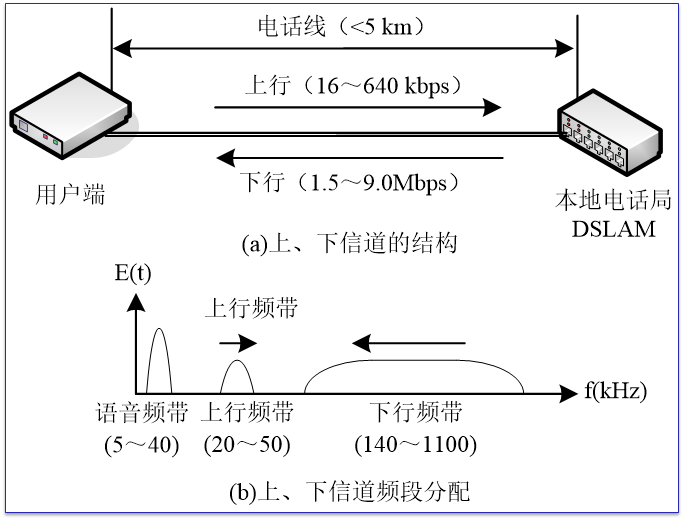 电话线（<5 km）
上行（16～640 kbps）
下行（1.5～9.0Mbps）
用户端
本地电话局
DSLAM
(a)上、下信道的结构
E(t)
上行频带
f(kHz)
语音频带 上行频带 下行频带
(5～40) (20～50) (140～1100)
(b)上、下信道频段分配